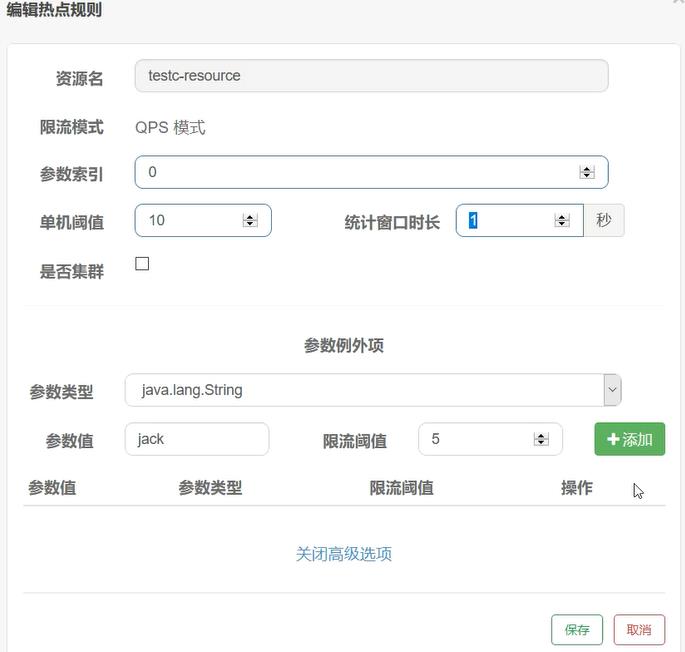 编辑热点规则
资源名 testc-resource
限流模式 QPS 模式
参数索引 0
单机阈值 10 统计窗口时长 1 秒
是否集群
参数例外项
参数类型 java.lang.String
参数值 jack 限流阈值 5 添加
参数值 参数类型 限流阈值 操作
关闭高级选项
保存 取消